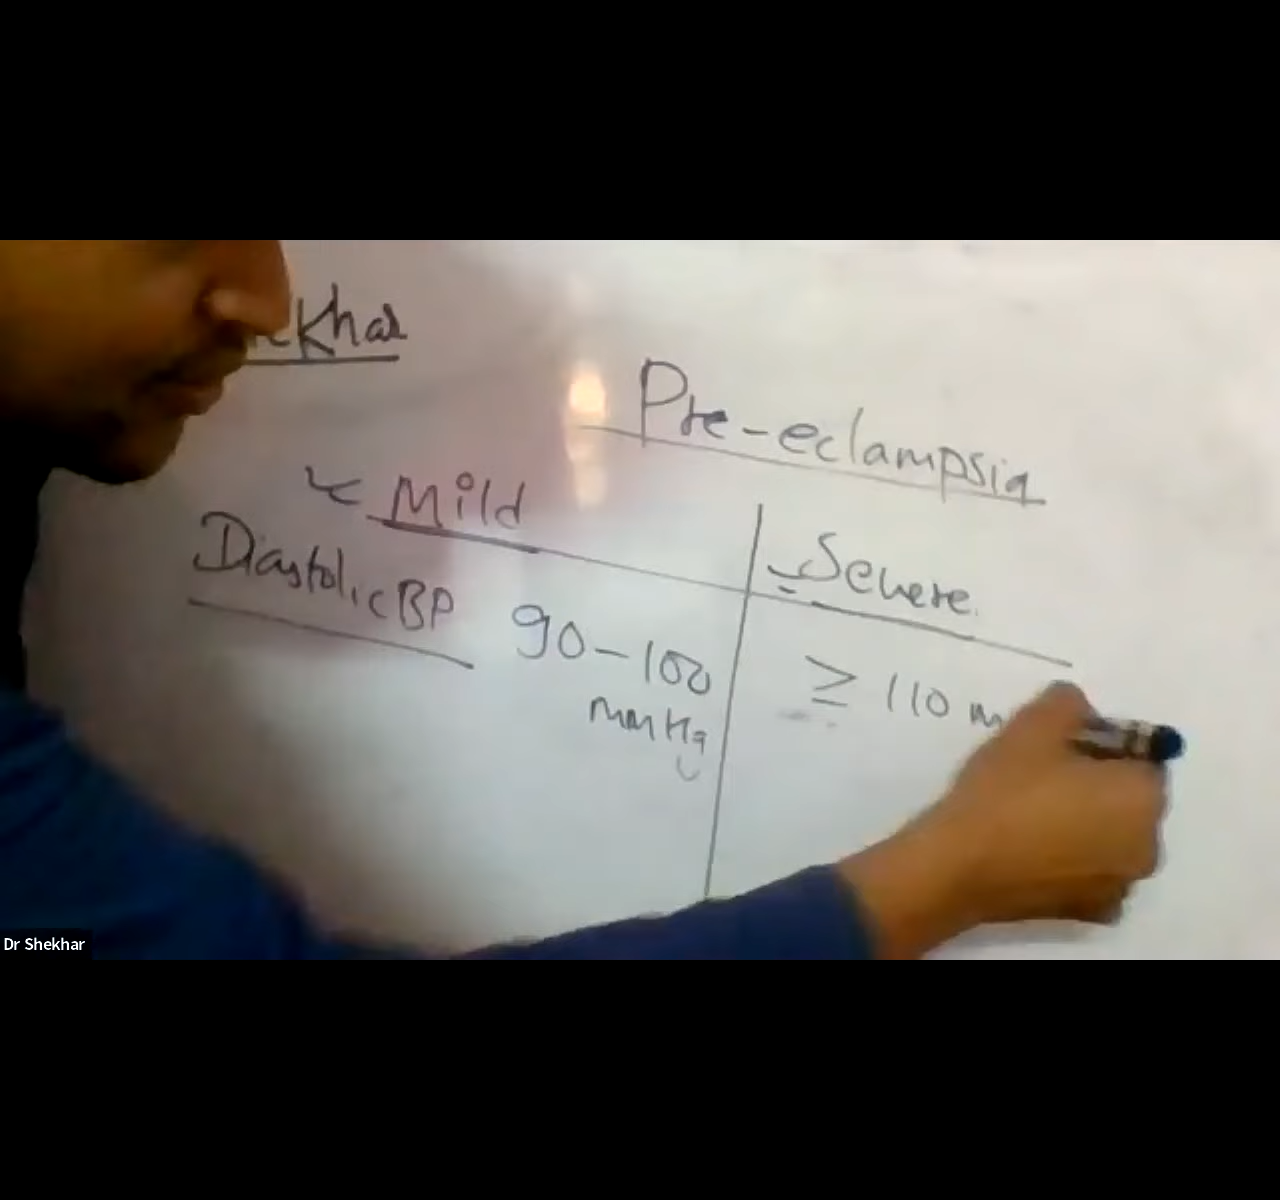 Pre-eclampsia
Mild
Severe.
Diastolic BP
90-100
mmHg
≥ 110
Dr Shekhar